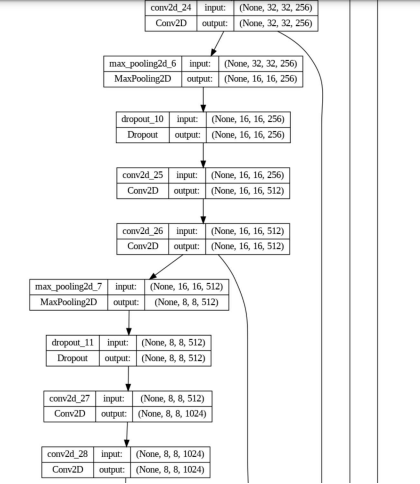 conv2d_24 input: (None, 32, 32, 256)
Conv2D output: (None, 32, 32, 256)
max_pooling2d_6 input: (None, 32, 32, 256)
MaxPooling2D output: (None, 16, 16, 256)
dropout_10 input: (None, 16, 16, 256)
Dropout output: (None, 16, 16, 256)
conv2d_25 input: (None, 16, 16, 256)
Conv2D output: (None, 16, 16, 512)
conv2d_26 input: (None, 16, 16, 512)
Conv2D output: (None, 16, 16, 512)
max_pooling2d_7 input: (None, 16, 16, 512)
MaxPooling2D output: (None, 8, 8, 512)
dropout_11 input: (None, 8, 8, 512)
Dropout output: (None, 8, 8, 512)
conv2d_27 input: (None, 8, 8, 512)
Conv2D output: (None, 8, 8, 1024)
conv2d_28 input: (None, 8, 8, 1024)
Conv2D output: (None, 8, 8, 1024)